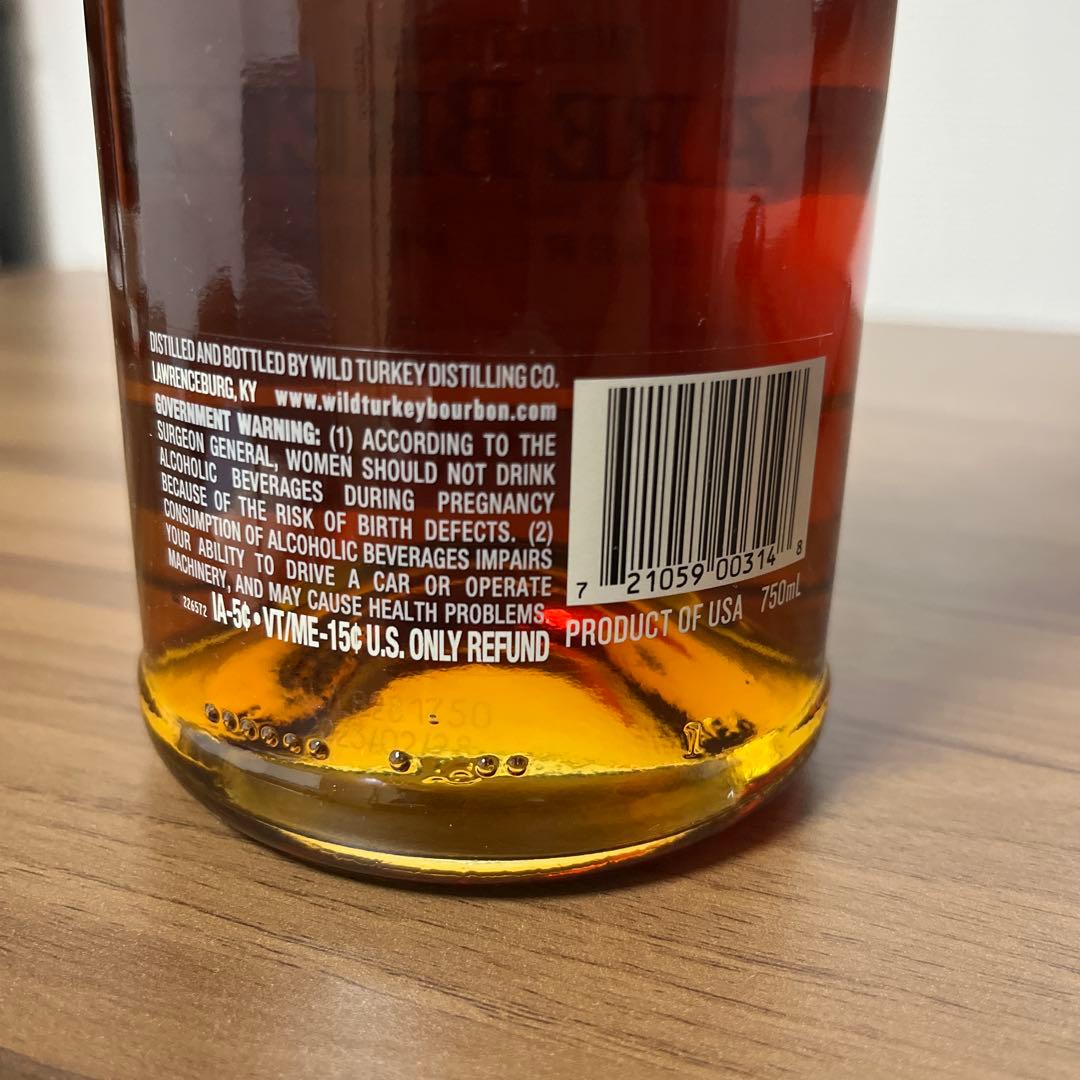 DISTILLED AND BOTTLED BY WILD TURKEY DISTILLING CO.
LAWRENCEBURG, KY www.wildturkeybourbon.com
GOVERNMENT WARNING: (1) ACCORDING TO THE
SURGEON GENERAL, WOMEN SHOULD NOT DRINK
ALCOHOLIC BEVERAGES DURING PREGNANCY
BECAUSE OF THE RISK OF BIRTH DEFECTS. (2)
CONSUMPTION OF ALCOHOLIC BEVERAGES IMPAIRS
YOUR ABILITY TO DRIVE A CAR OR OPERATE
MACHINERY, AND MAY CAUSE HEALTH PROBLEMS.
226572 IA-5¢•VT/ME-15¢ U.S. ONLY REFUND
7 21059 00314 8
PRODUCT OF USA 750mL